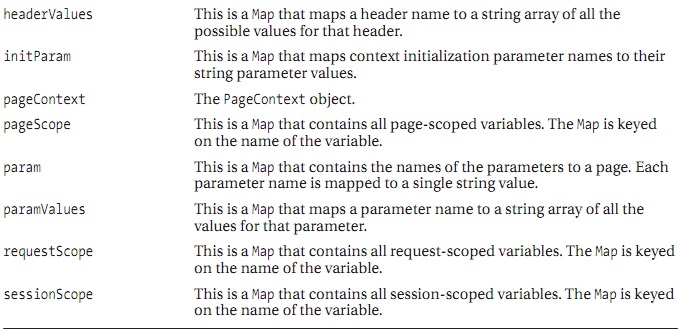 headerValues This is a Map that maps a header name to a string array of all the
possible values for that header.
initParam This is a Map that maps context initialization parameter names to their
string parameter values.
pageContext The PageContext object.
pageScope This is a Map that contains all page-scoped variables. The Map is keyed
on the name of the variable.
param This is a Map that contains the names of the parameters to a page. Each
parameter name is mapped to a single string value.
paramValues This is a Map that maps a parameter name to a string array of all the
values for that parameter.
requestScope This is a Map that contains all request-scoped variables. The Map is keyed
on the name of the variable.
sessionScope This is a Map that contains all session-scoped variables. The Map is keyed
on the name of the variable.